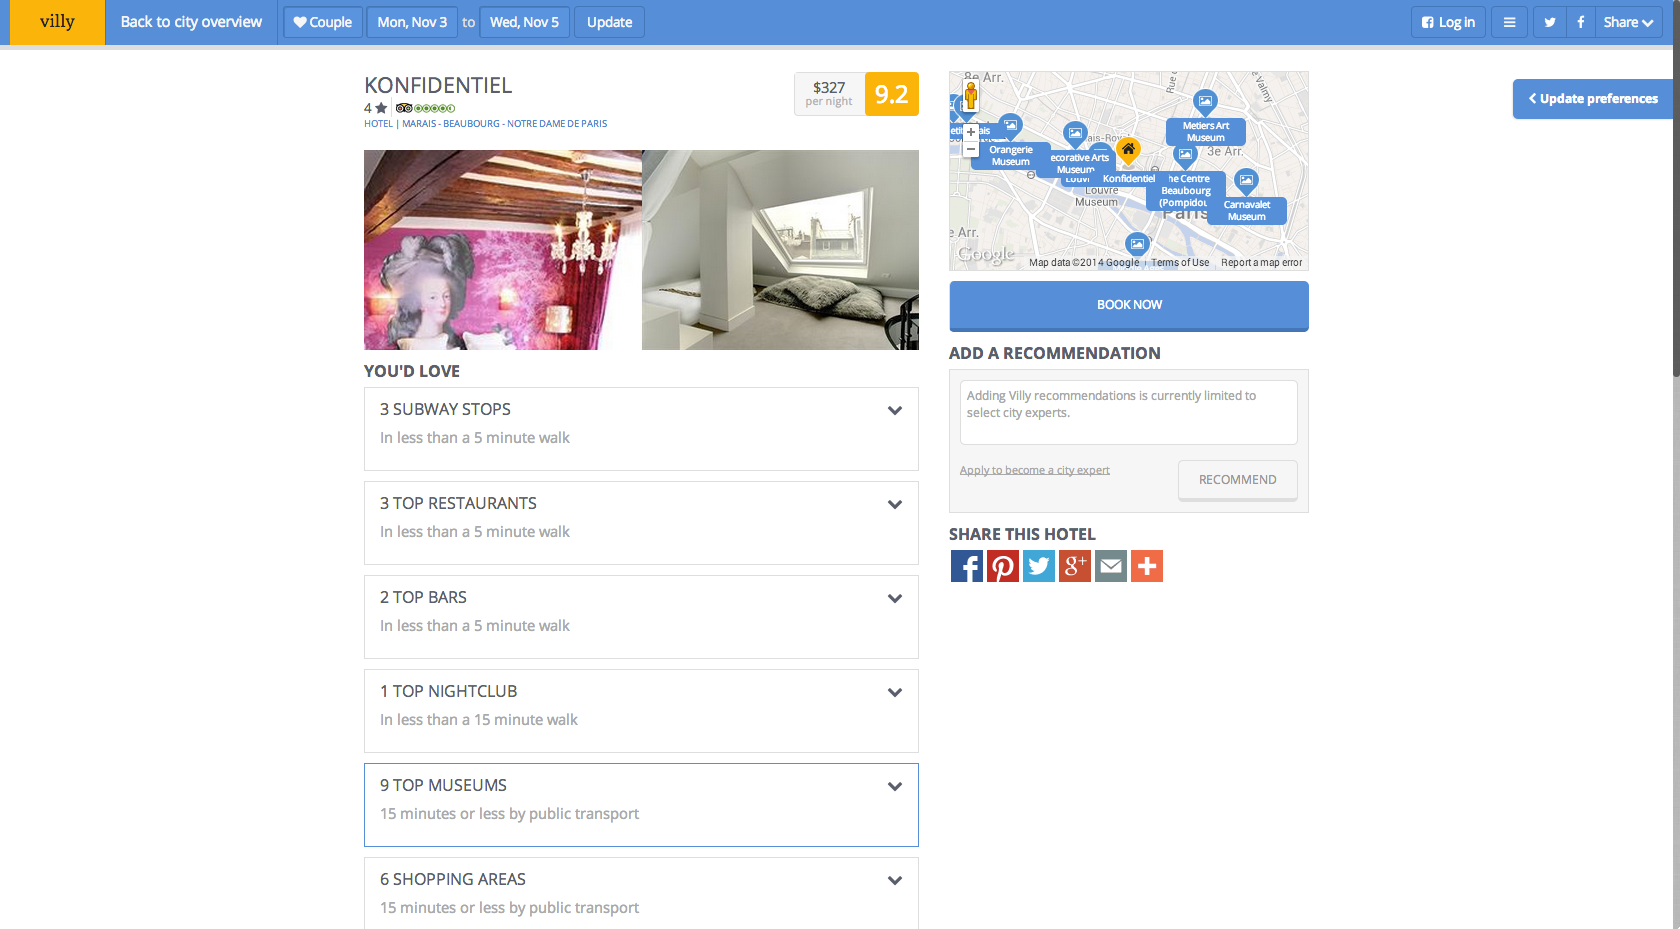 villy
Back to city overview
Couple
Mon, Nov 3
to
Wed, Nov 5
Update
Log in
Share
KONFIDENTIEL
4
HOTEL | MARAIS - BEAUBOURG - NOTRE DAME DE PARIS
$327
per night
9.2
8e Arr.
Rue
Valmy
Metiers Art
Museum
3e Arr.
Orangerie
Museum
ais-Roy
ecorative Arts
Museum
Konfidentiel
Louvre
Museum
he Centre
Beaubourg
(Pompidou
Carnavalet
Museum
Paris
e Arr.
Google
Map data ©2014 Google
Terms of Use
Report a map error
Update preferences
BOOK NOW
YOU'D LOVE
3 SUBWAY STOPS
In less than a 5 minute walk
3 TOP RESTAURANTS
In less than a 5 minute walk
2 TOP BARS
In less than a 5 minute walk
1 TOP NIGHTCLUB
In less than a 15 minute walk
9 TOP MUSEUMS
15 minutes or less by public transport
6 SHOPPING AREAS
15 minutes or less by public transport
ADD A RECOMMENDATION
Adding Villy recommendations is currently limited to
select city experts.
Apply to become a city expert
RECOMMEND
SHARE THIS HOTEL